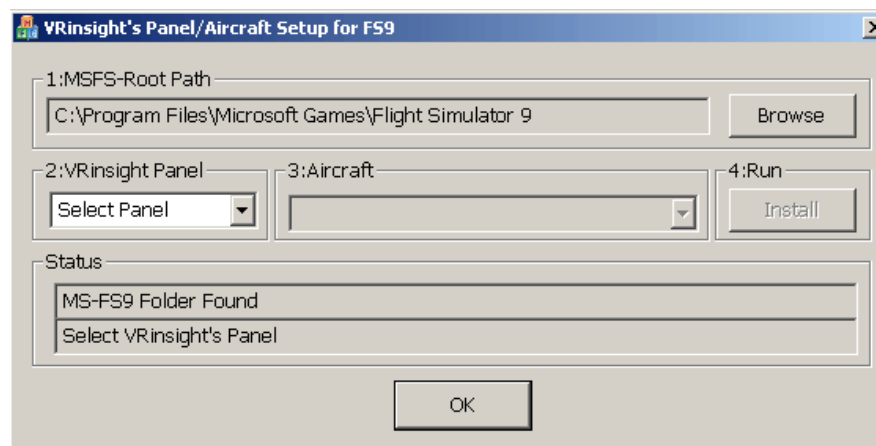 VRinsight's Panel/Aircraft Setup for FS9
1:MSFS-Root Path
C:\Program Files\Microsoft Games\Flight Simulator 9
Browse
2:VRinsight Panel
3:Aircraft
4:Run
Select Panel
Install
Status
MS-FS9 Folder Found
Select VRinsight's Panel
OK